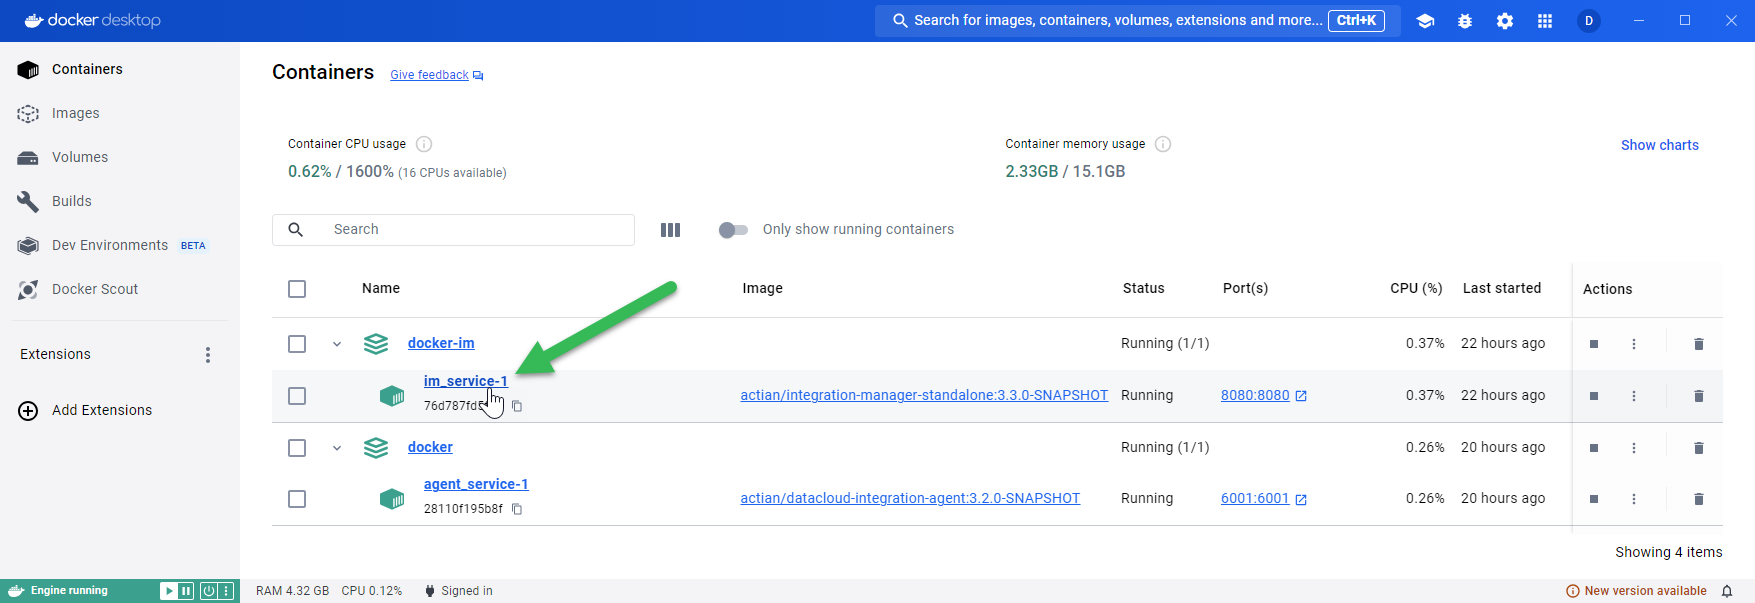 docker desktop
Search for images, containers, volumes, extensions and more... Ctrl+K
D
Containers
Images
Volumes
Builds
Dev Environments BETA
Docker Scout
Extensions
Add Extensions
Containers Give feedback
Container CPU usage
0.62% / 1600% (16 CPUs available)
Container memory usage
2.33GB / 15.1GB
Show charts
Search
Only show running containers
Name Image Status Port(s) CPU (%) Last started Actions
docker-im Running (1/1) 0.37% 22 hours ago
im_service-1
76d787fd
actian/integration-manager-standalone:3.3.0-SNAPSHOT Running 8080:8080 0.37% 22 hours ago
docker Running (1/1) 0.26% 20 hours ago
agent_service-1
28110f195b8f
actian/datacloud-integration-agent:3.2.0-SNAPSHOT Running 6001:6001 0.26% 20 hours ago
Showing 4 items
Engine running
RAM 4.32 GB CPU 0.12% Signed in
New version available